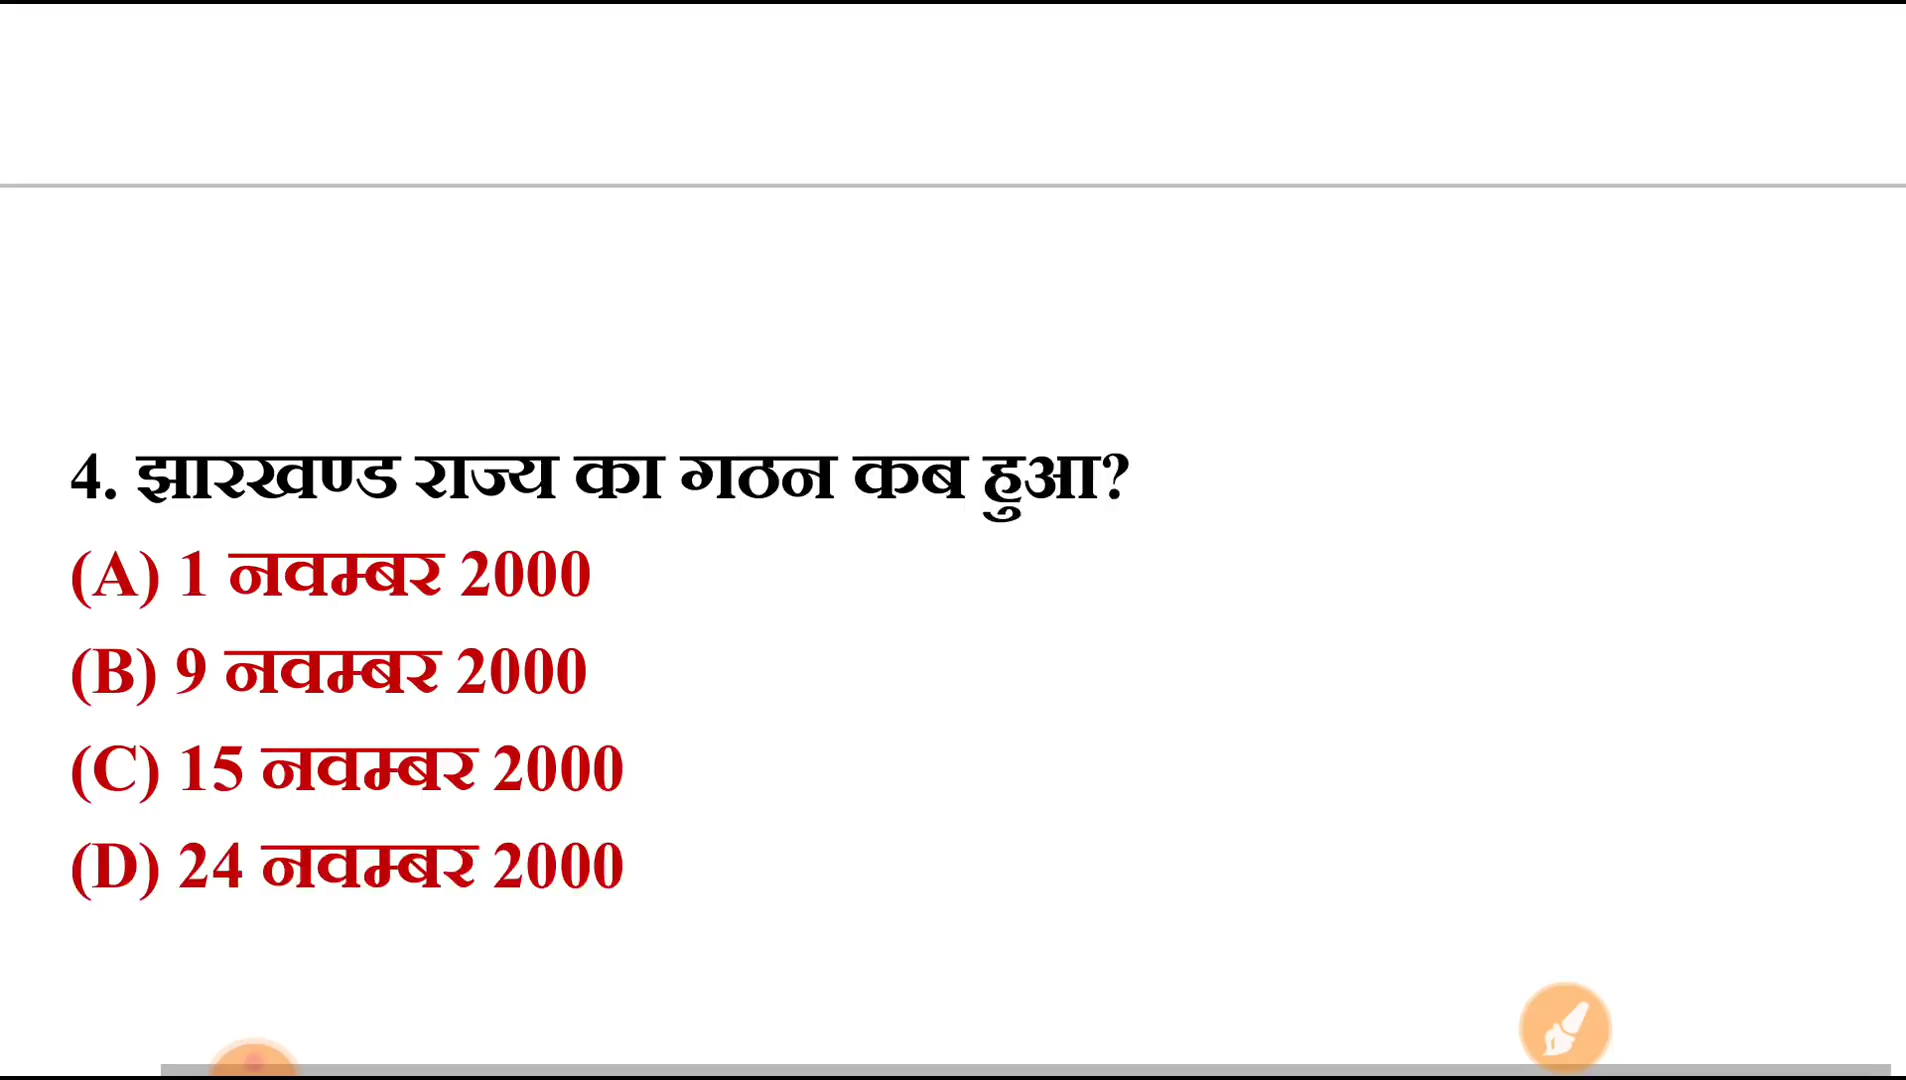 4. झारखण्ड राज्य का गठन कब हुआ?
(A) 1 नवम्बर 2000
(B) 9 नवम्बर 2000
(C) 15 नवम्बर 2000
(D) 24 नवम्बर 2000